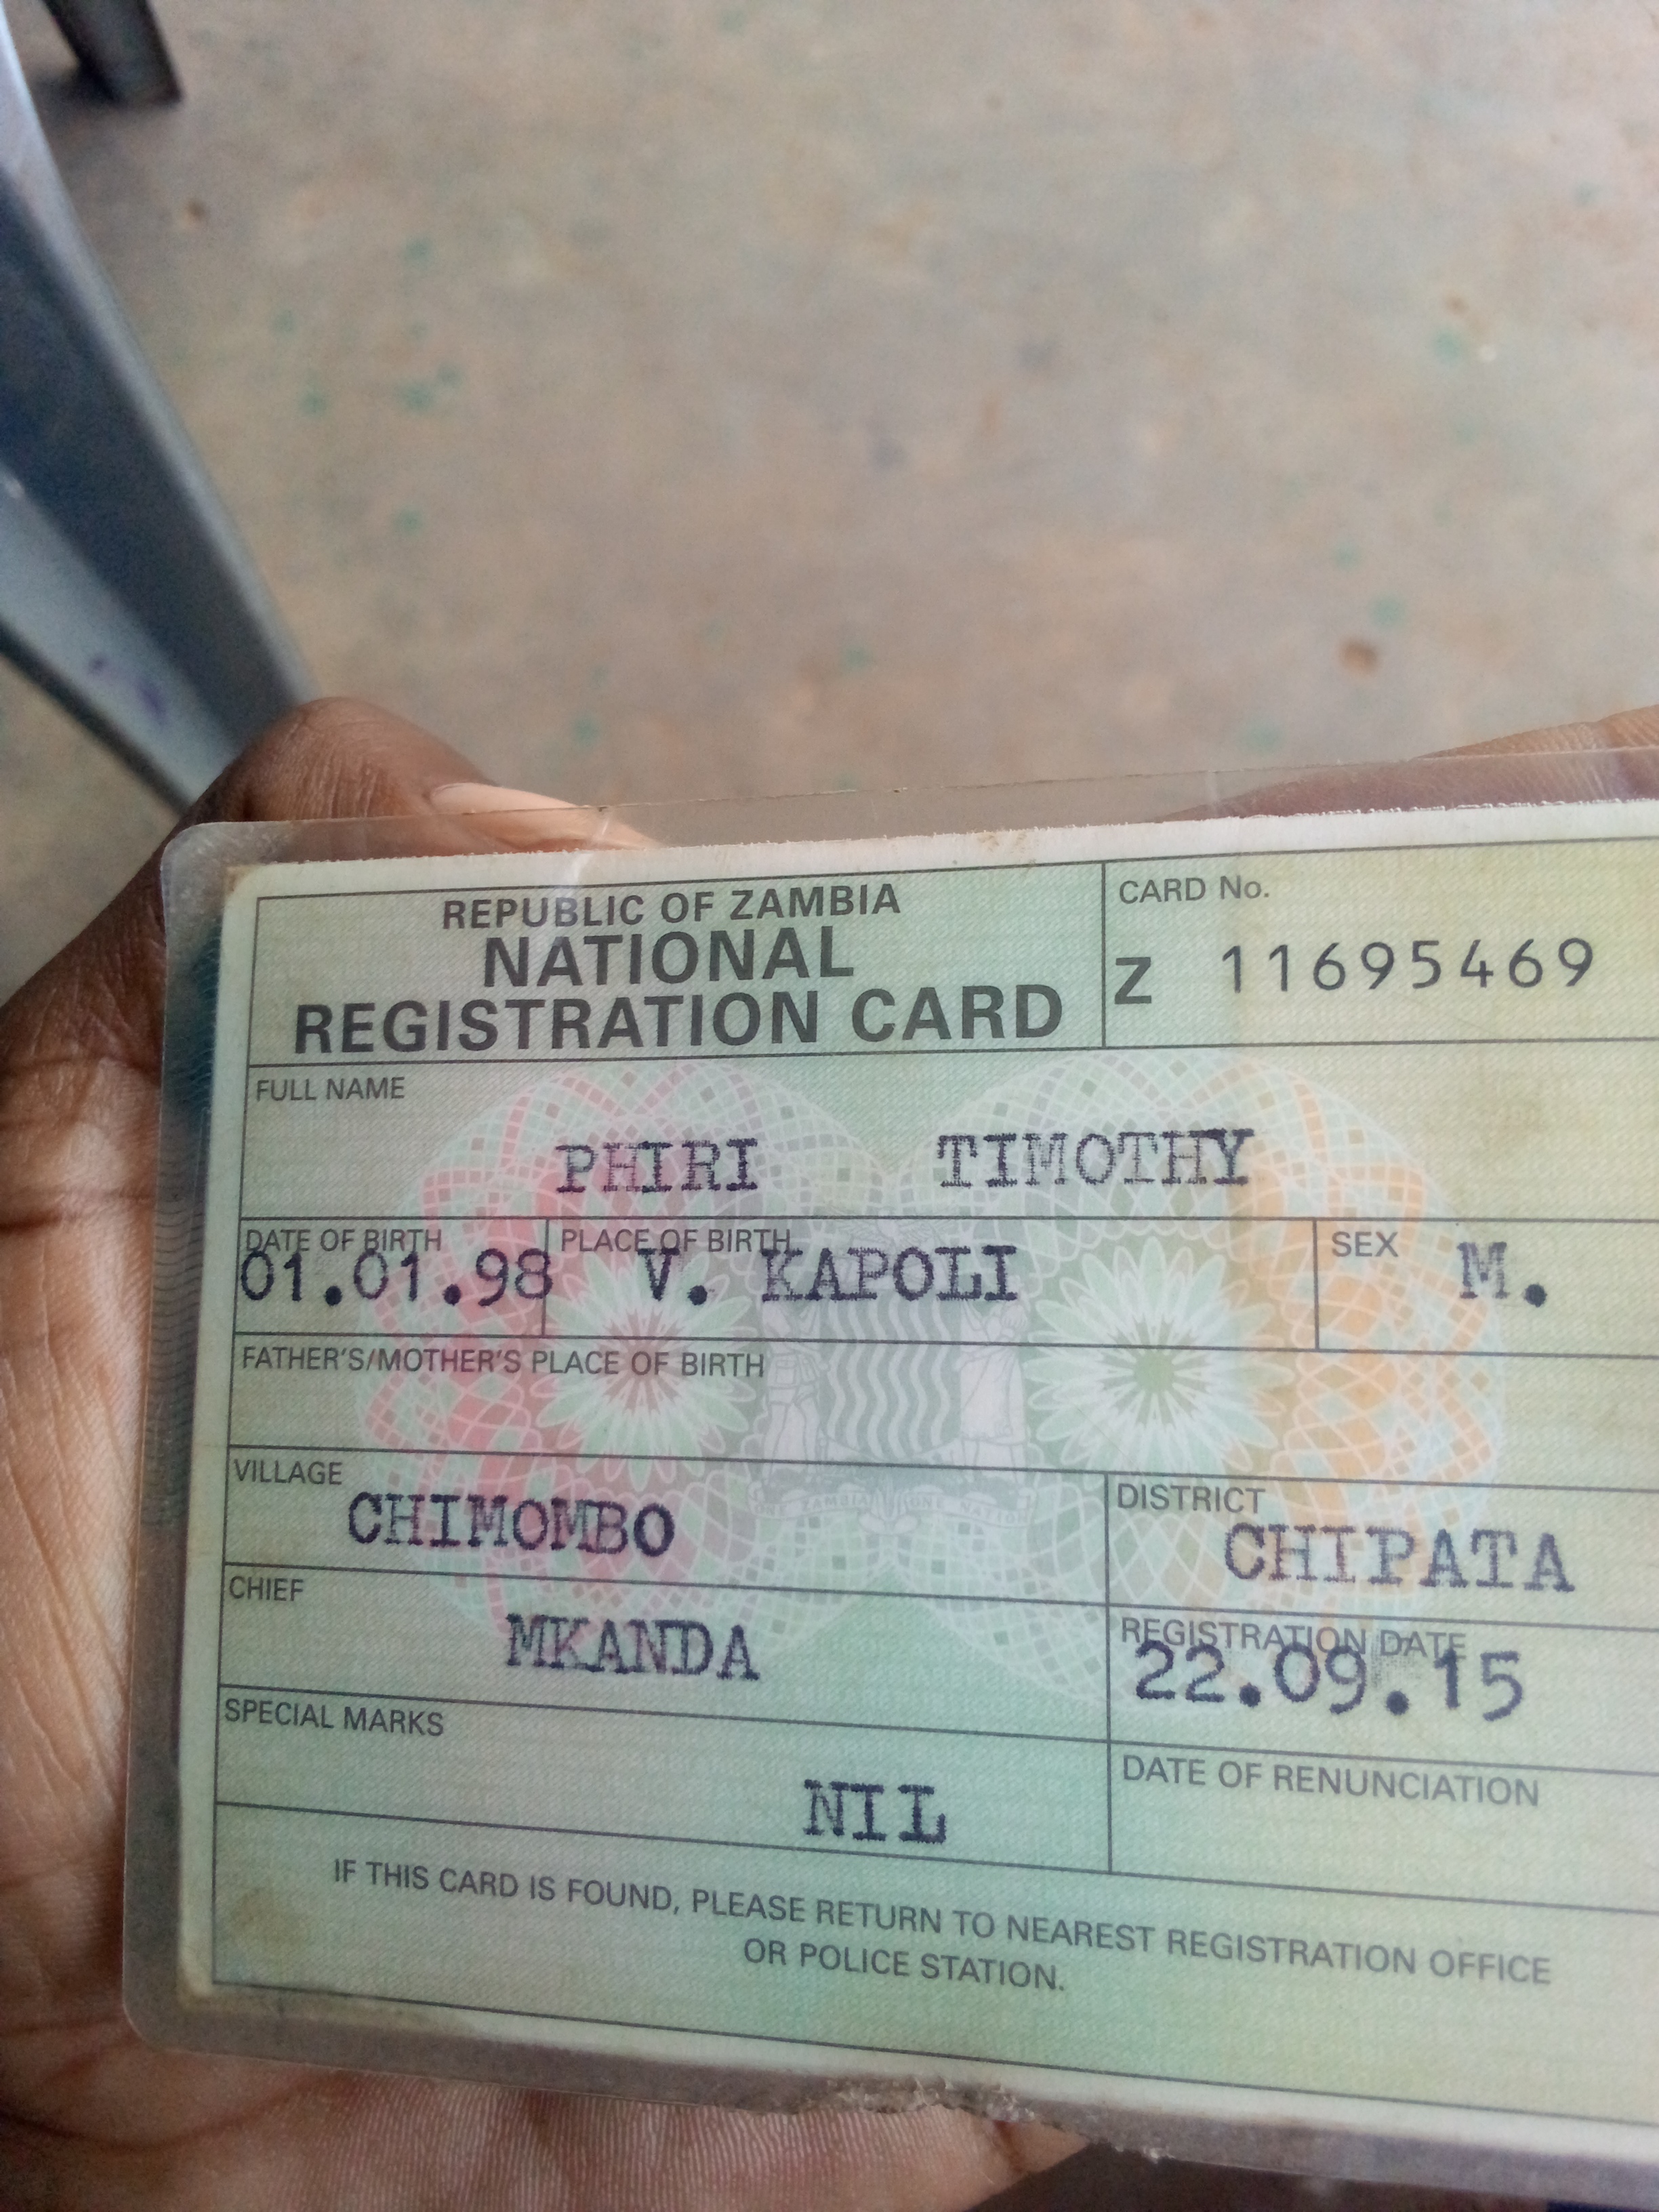 REPUBLIC OF ZAMBIA
NATIONAL
REGISTRATION CARD
CARD No.
Z 11695469
FULL NAME
PHIRI TIMOTHY
DATE OF BIRTH
01.01.98
PLACE OF BIRTH
V. KAPOLI
SEX M.
FATHER'S/MOTHER'S PLACE OF BIRTH
VILLAGE
CHIMOMBO
DISTRICT
CHIPATA
CHIEF
MKANDA
REGISTRATION DATE
22.09.15
SPECIAL MARKS
NIL
DATE OF RENUNCIATION
IF THIS CARD IS FOUND, PLEASE RETURN TO NEAREST REGISTRATION OFFICE
OR POLICE STATION.